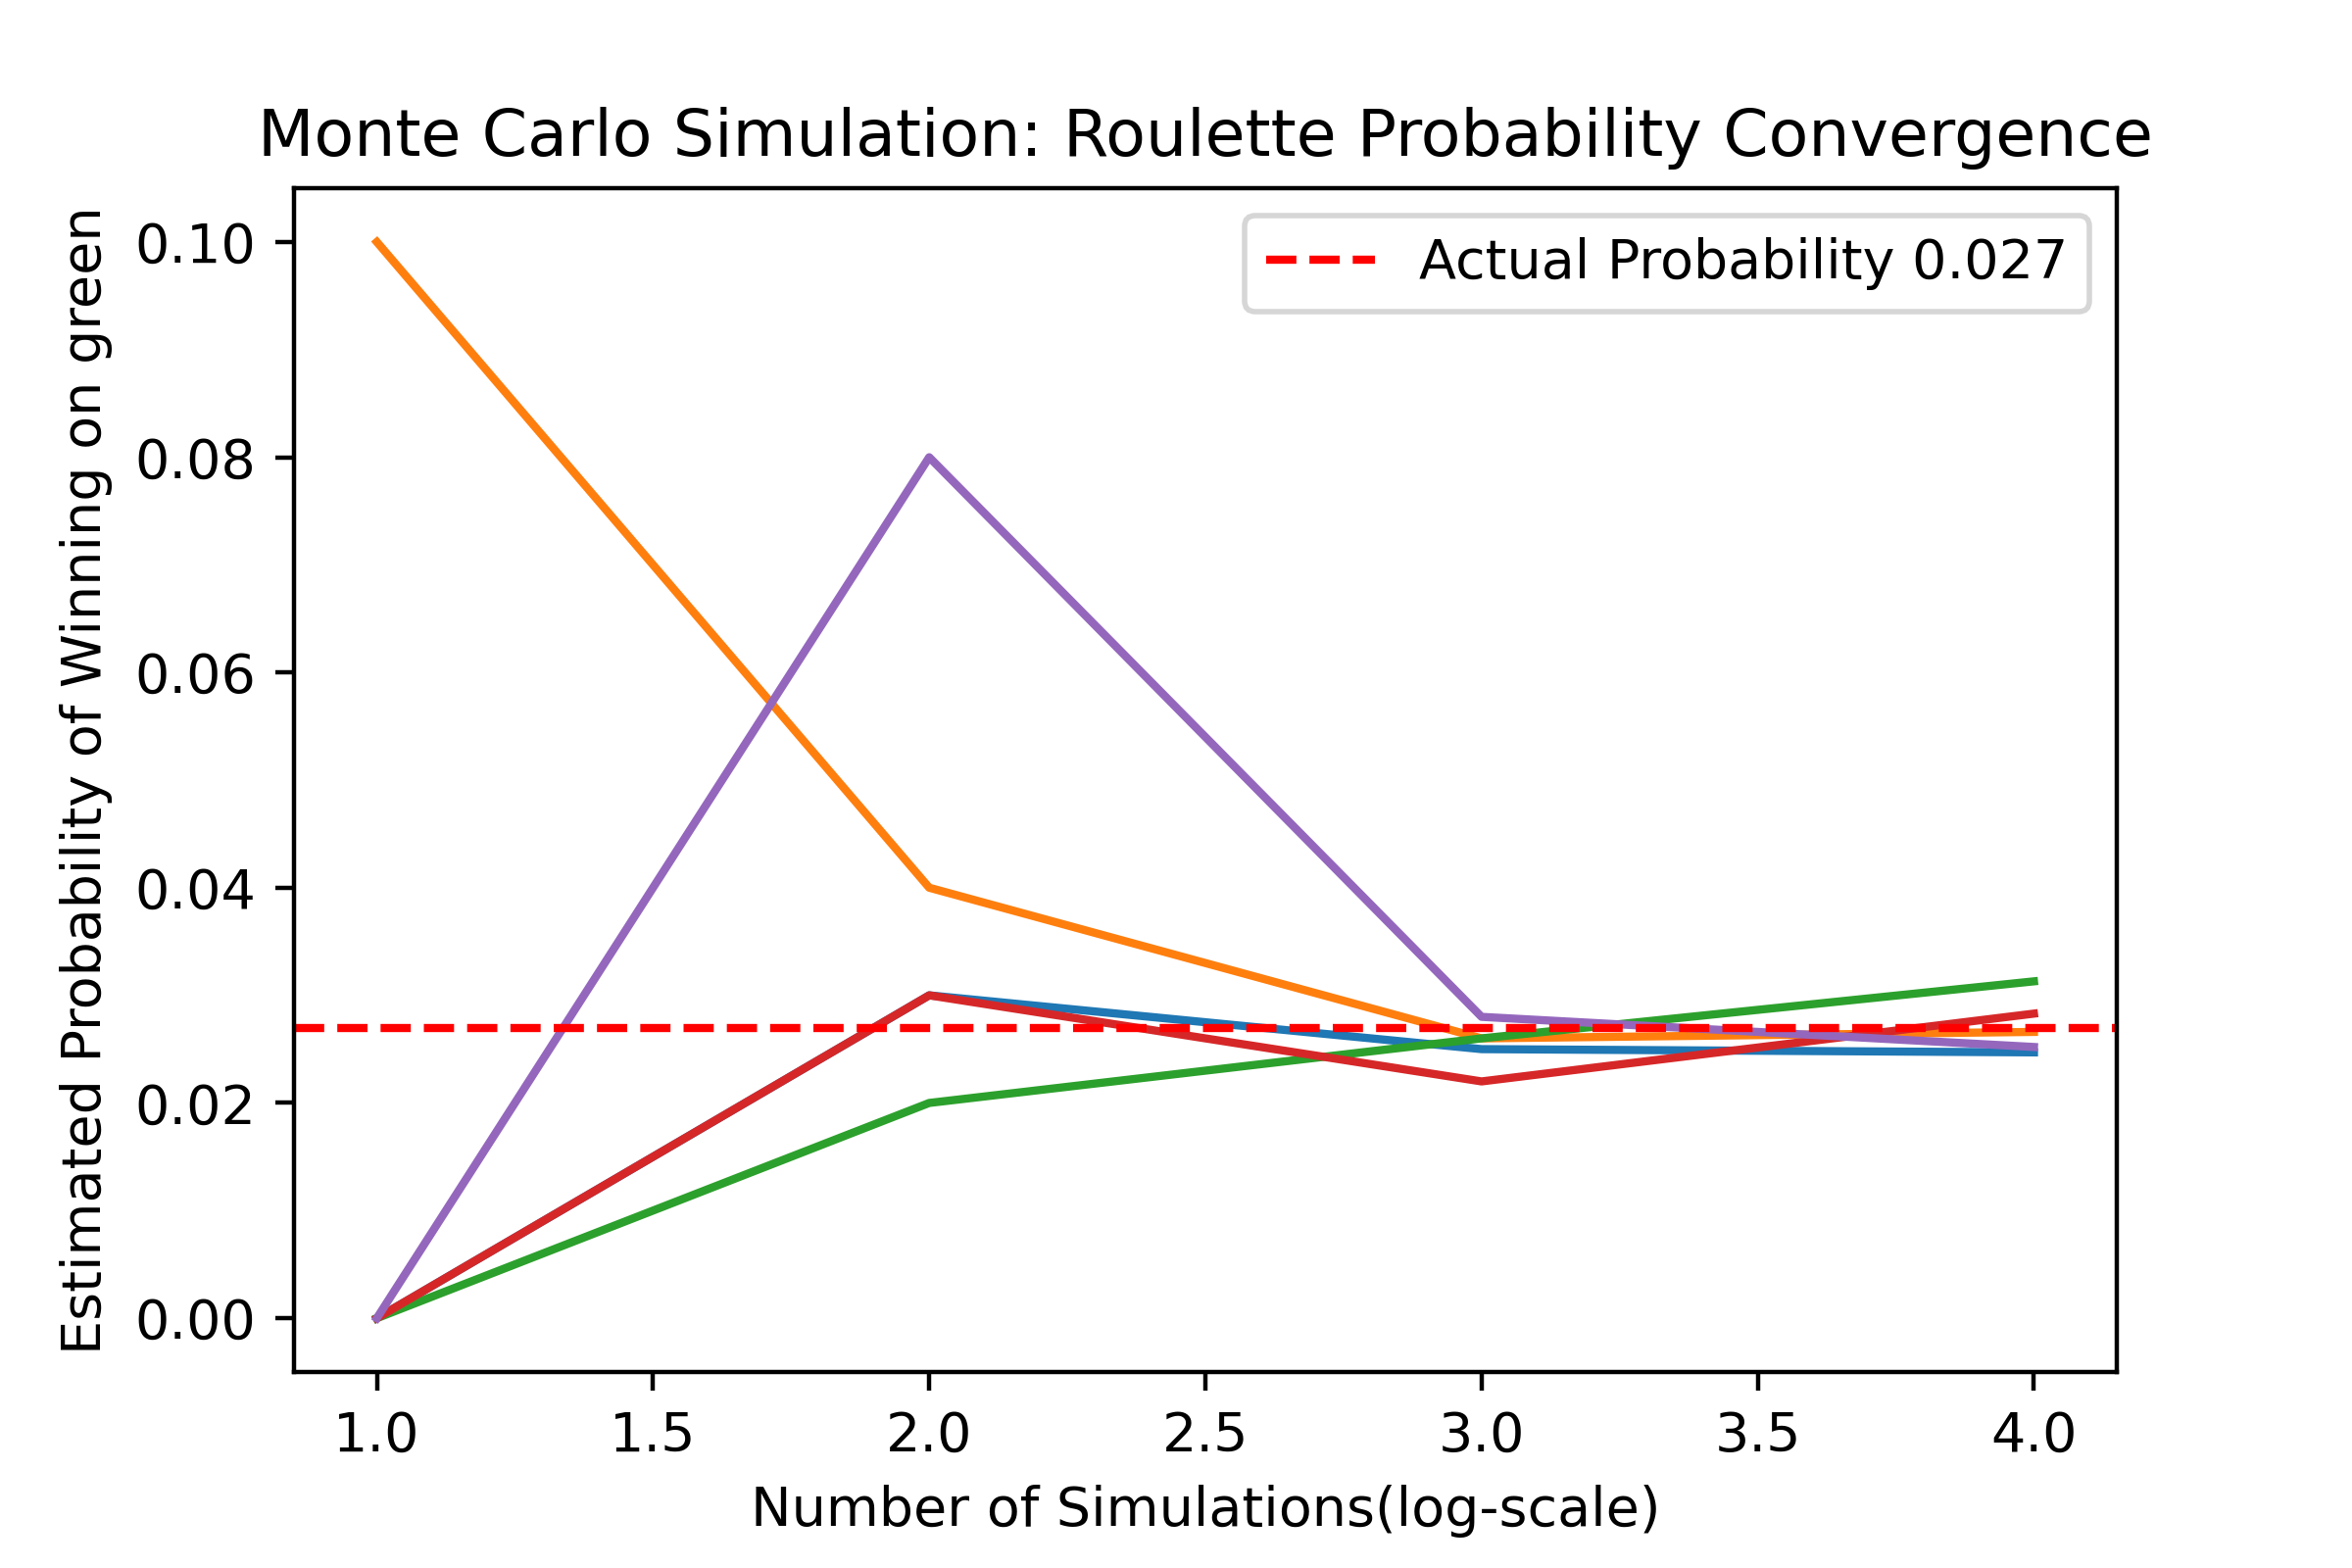 Monte Carlo Simulation: Roulette Probability Convergence
Actual Probability 0.027
Estimated Probability of Winning on green
0.10
0.08
0.06
0.04
0.02
0.00
1.0 1.5 2.0 2.5 3.0 3.5 4.0
Number of Simulations(log-scale)